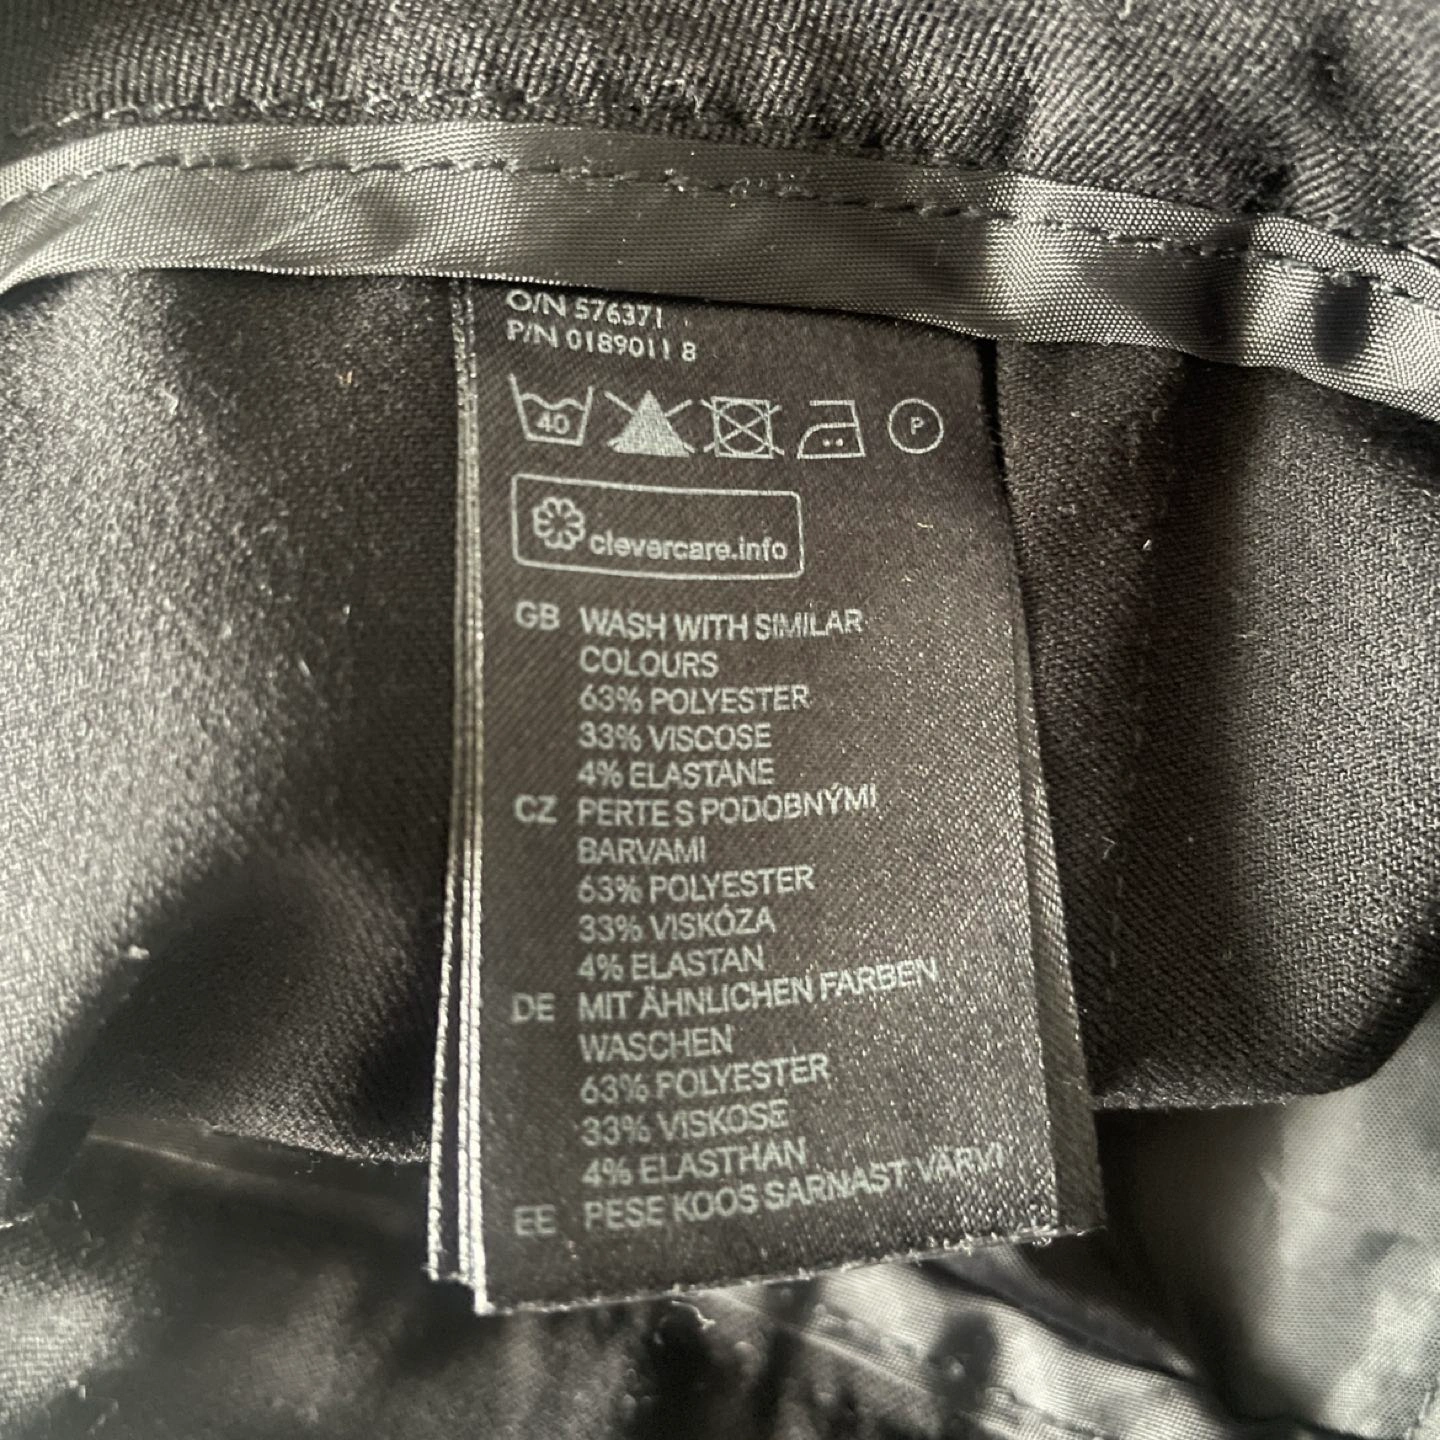 O/N 576371
P/N 0189011 8
40
P
clevercare.info
GB WASH WITH SIMILAR
COLOURS
63% POLYESTER
33% VISCOSE
4% ELASTANE
CZ PERTE S PODOBNÝMI
BARVAMI
63% POLYESTER
33% VISKÓZA
4% ELASTAN
DE MIT ÄHNLICHEN FARBEN
WASCHEN
63% POLYESTER
33% VISKOSE
4% ELASTHAN
EE PESE KOOS SARNAST VÄRVI